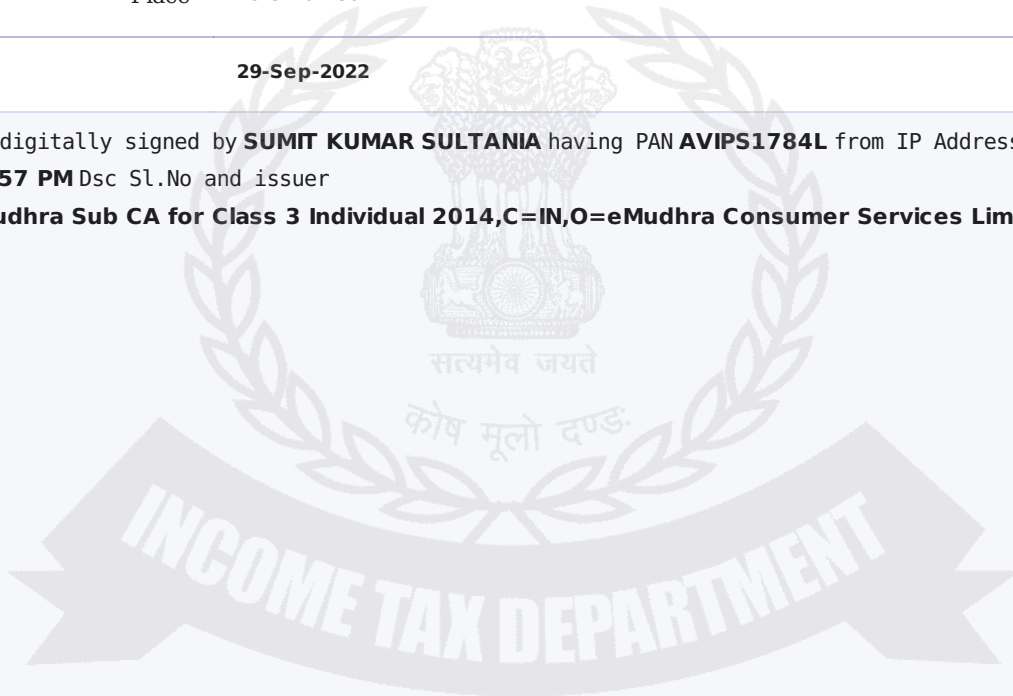 29-Sep-2022
digitally signed by SUMIT KUMAR SULTANIA having PAN AVIPS1784L from IP Address
57 PM Dsc Sl.No and issuer
udhra Sub CA for Class 3 Individual 2014,C=IN,O=eMudhra Consumer Services Lim
सत्यमेव जयते
कोष मूलो दण्डः
INCOME TAX DEPARTMENT